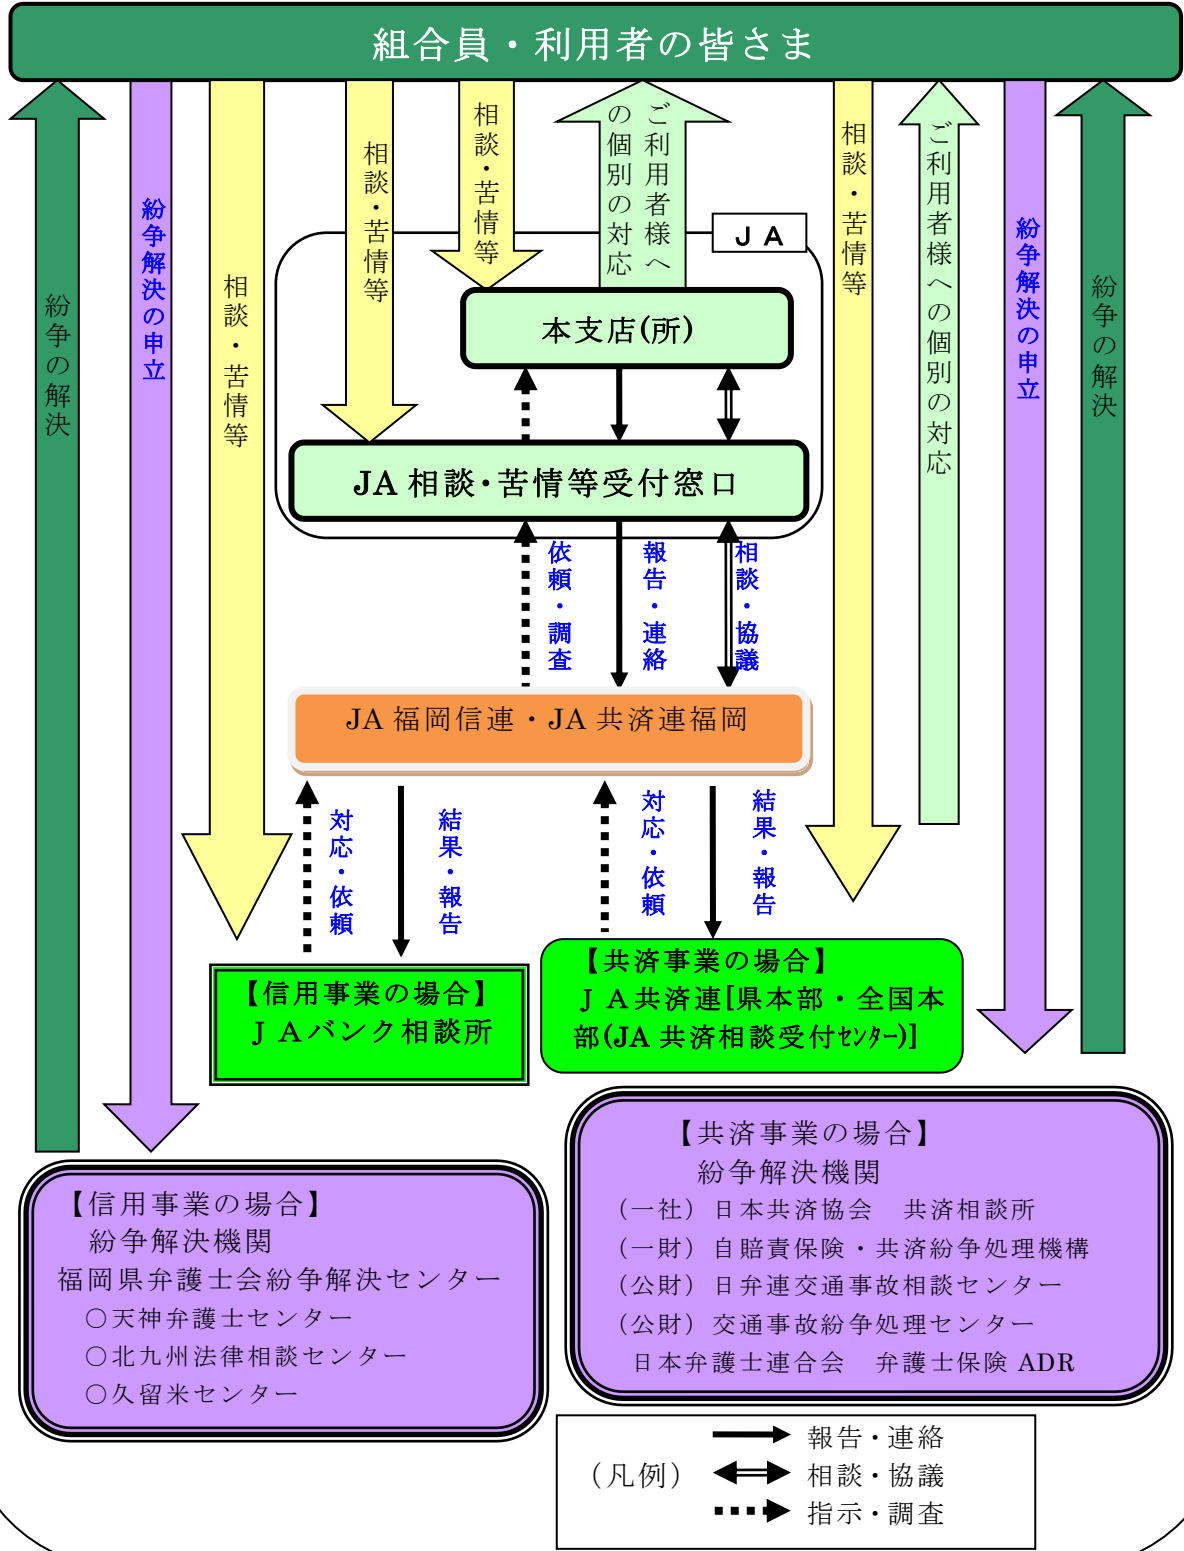 組合員・利用者の皆さま
紛争の解決
紛争解決の申立
相談・苦情等
相談・苦情等
相談・苦情等
ご利用者様へ
の個別の対応
相談・苦情等
ご利用者様への個別の対応
紛争解決の申立
紛争の解決
ＪＡ
本支店(所)
JA相談・苦情等受付窓口
依頼・調査
報告・連絡
相談・協議
JA福岡信連・JA共済連福岡
対応・依頼
結果・報告
対応・依頼
結果・報告
【信用事業の場合】
ＪＡバンク相談所
【共済事業の場合】
ＪＡ共済連[県本部・全国本
部(JA共済相談受付ｾﾝﾀｰ)]
【信用事業の場合】
紛争解決機関
福岡県弁護士会紛争解決センター
○天神弁護士センター
○北九州法律相談センター
○久留米センター
【共済事業の場合】
紛争解決機関
（一社）日本共済協会　共済相談所
（一財）自賠責保険・共済紛争処理機構
（公財）日弁連交通事故相談センター
（公財）交通事故紛争処理センター
日本弁護士連合会　弁護士保険ADR
（凡例）
報告・連絡
相談・協議
指示・調査